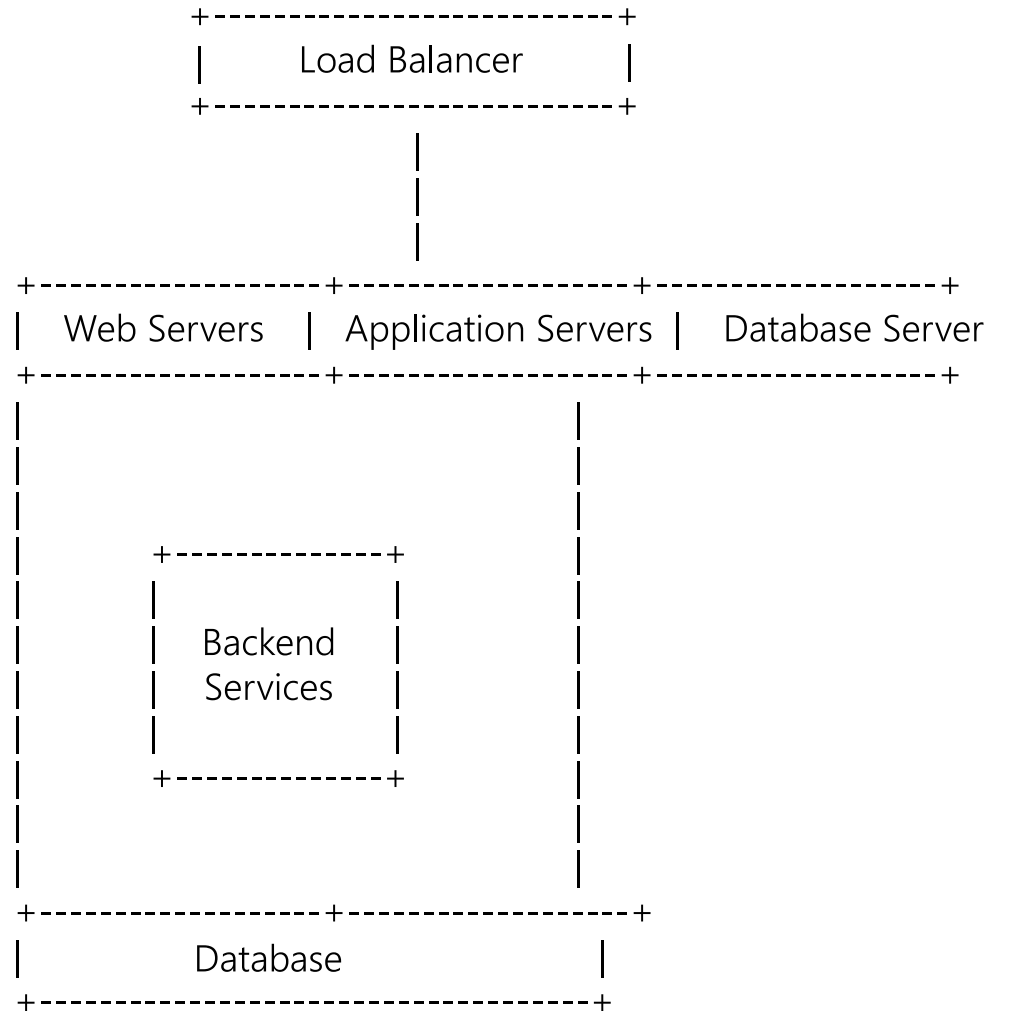 +---------------------------+
| Load Balancer |
+---------------------------+
|
|
|
+--------------------+--------------------+--------------------+
| Web Servers | Application Servers | Database Server
+--------------------+--------------------+--------------------+
| |
| |
| |
| +---------------+ |
| | | |
| | Backend | |
| | Services | |
| | | |
| +---------------+ |
| |
| |
+--------------------+--------------------+
| Database |
+--------------------------------------+